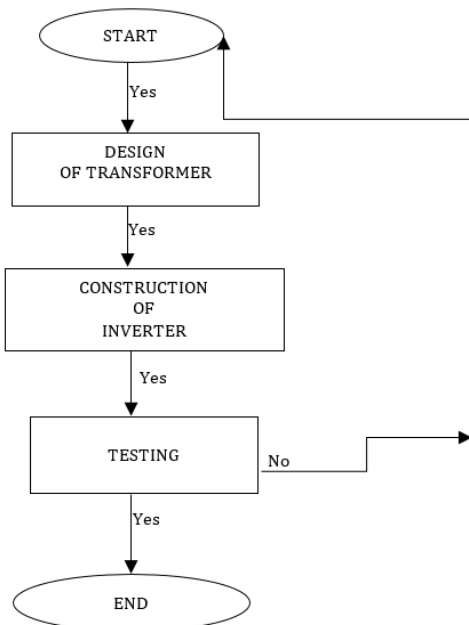 START
Yes
DESIGN
OF TRANSFORMER
Yes
CONSTRUCTION
OF
INVERTER
Yes
TESTING
No
Yes
END